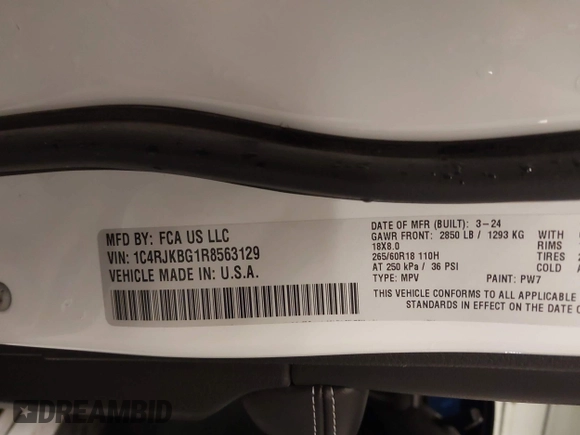 MFD BY: FCA US LLC
VIN: 1C4RJKBG1R8563129
VEHICLE MADE IN U.S.A.
DATE OF MFR (BUILT): 3-24
GAWR FRONT: 2850 LB / 1293 KG WITH
18X8.0 RIMS
265/60R18 110H TIRES
AT 250 kPa / 36 PSI COLD
TYPE: MPV PAINT: PW7
THIS VEHICLE CONFORMS TO ALL APPLICABLE
STANDARDS IN EFFECT ON THE DATE
DREAMBID